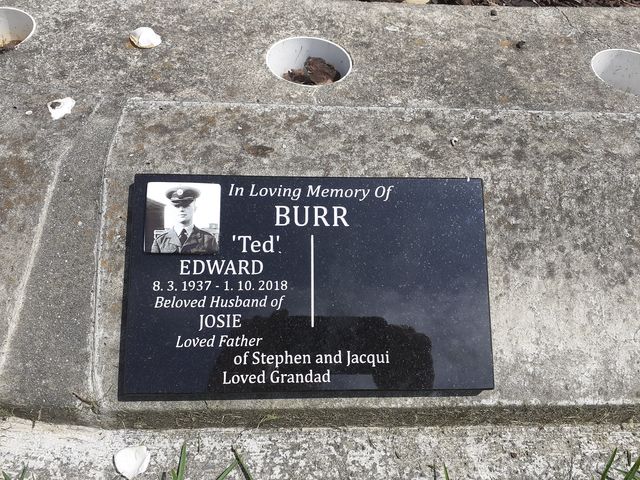 In Loving Memory Of
BURR
'Ted'
EDWARD
8. 3. 1937 - 1. 10. 2018
Beloved Husband of
JOSIE
Loved Father
of Stephen and Jacqui
Loved Grandad